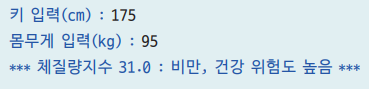 키 입력(cm) : 175
몸무게 입력(kg) : 95
*** 체질량지수 31.0 : 비만, 건강 위험도 높음 ***